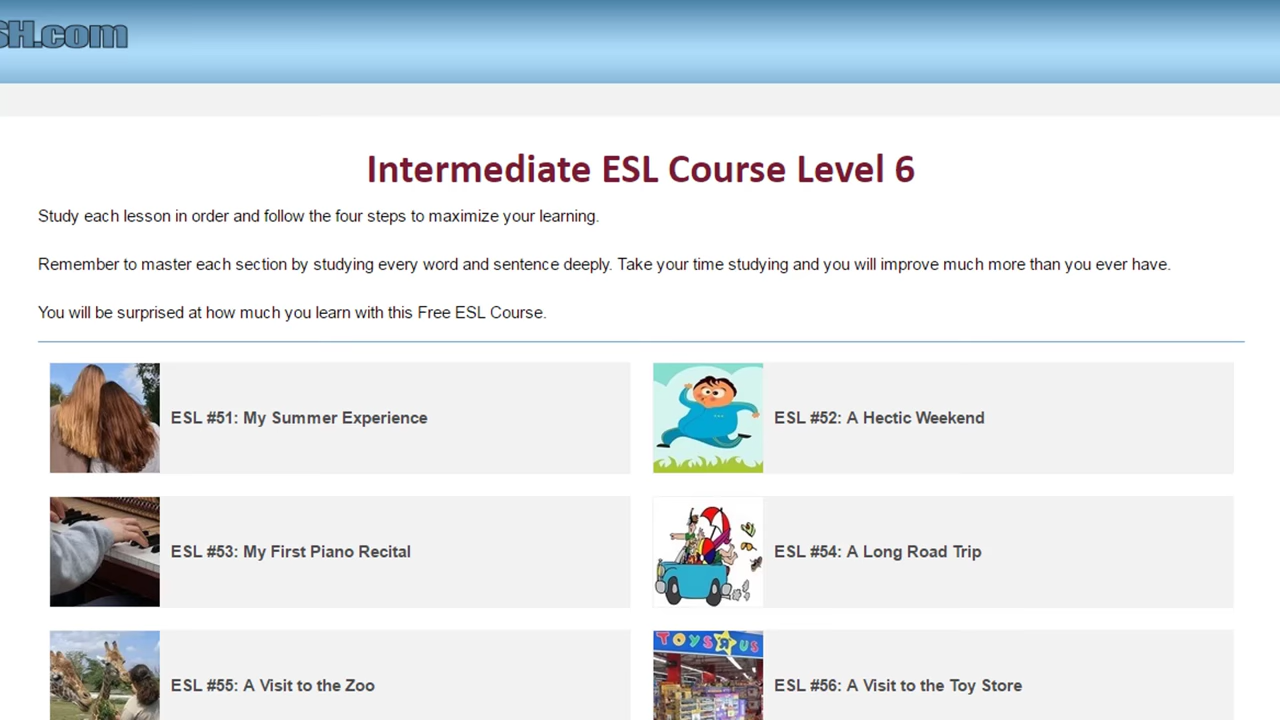 SH.com
Intermediate ESL Course Level 6
Study each lesson in order and follow the four steps to maximize your learning.
Remember to master each section by studying every word and sentence deeply. Take your time studying and you will improve much more than you ever have.
You will be surprised at how much you learn with this Free ESL Course.
ESL #51: My Summer Experience
ESL #52: A Hectic Weekend
ESL #53: My First Piano Recital
ESL #54: A Long Road Trip
ESL #55: A Visit to the Zoo
TOYS R US
ESL #56: A Visit to the Toy Store